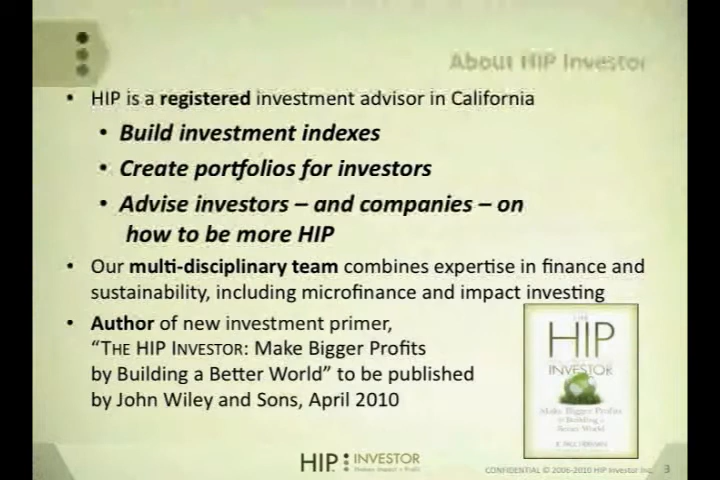 About HIP Investor
• HIP is a registered investment advisor in California
• Build investment indexes
• Create portfolios for investors
• Advise investors – and companies – on
how to be more HIP
• Our multi-disciplinary team combines expertise in finance and
sustainability, including microfinance and impact investing
• Author of new investment primer,
“THE HIP INVESTOR: Make Bigger Profits
by Building a Better World” to be published
by John Wiley and Sons, April 2010
THE
HIP
INVESTOR
Make Bigger Profits
by Building a
Better World
HIP INVESTOR
Human Impact + Profit
CONFIDENTIAL © 2006-2010 HIP Investor Inc. 3